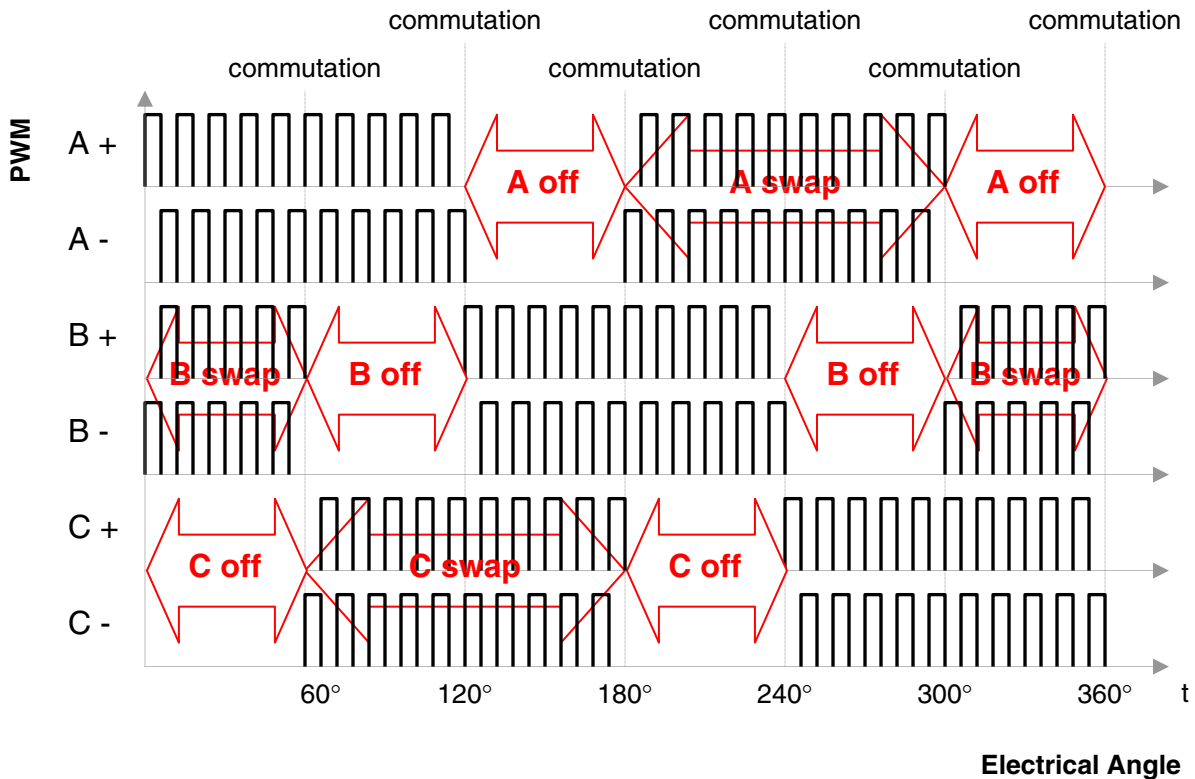 commutation commutation commutation
commutation commutation commutation
PWM
A +
A off A swap A off
A -
B +
B swap B off B off B swap
B -
C +
C off C swap C off
C -
60° 120° 180° 240° 300° 360° t
Electrical Angle